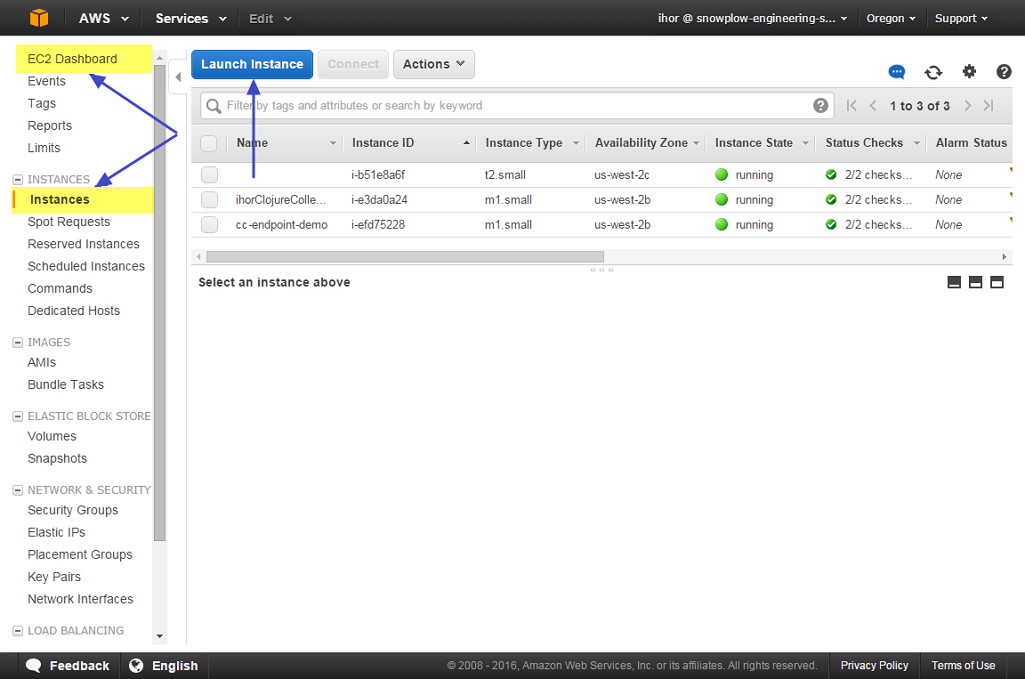 AWS Services Edit ihor @ snowplow-engineering-s... Oregon Support
EC2 Dashboard
Events
Tags
Reports
Limits
INSTANCES
Instances
Spot Requests
Reserved Instances
Scheduled Instances
Commands
Dedicated Hosts
IMAGES
AMIs
Bundle Tasks
ELASTIC BLOCK STORE
Volumes
Snapshots
NETWORK & SECURITY
Security Groups
Elastic IPs
Placement Groups
Key Pairs
Network Interfaces
LOAD BALANCING
Launch Instance Connect Actions
Filter by tags and attributes or search by keyword 1 to 3 of 3
Name Instance ID Instance Type Availability Zone Instance State Status Checks Alarm Status
i-b51e8a6f t2.small us-west-2c running 2/2 checks... None
ihorClojureColle... i-e3da0a24 m1.small us-west-2b running 2/2 checks... None
cc-endpoint-demo i-efd75228 m1.small us-west-2b running 2/2 checks... None
Select an instance above
Feedback English © 2008 - 2016, Amazon Web Services, Inc. or its affiliates. All rights reserved. Privacy Policy Terms of Use